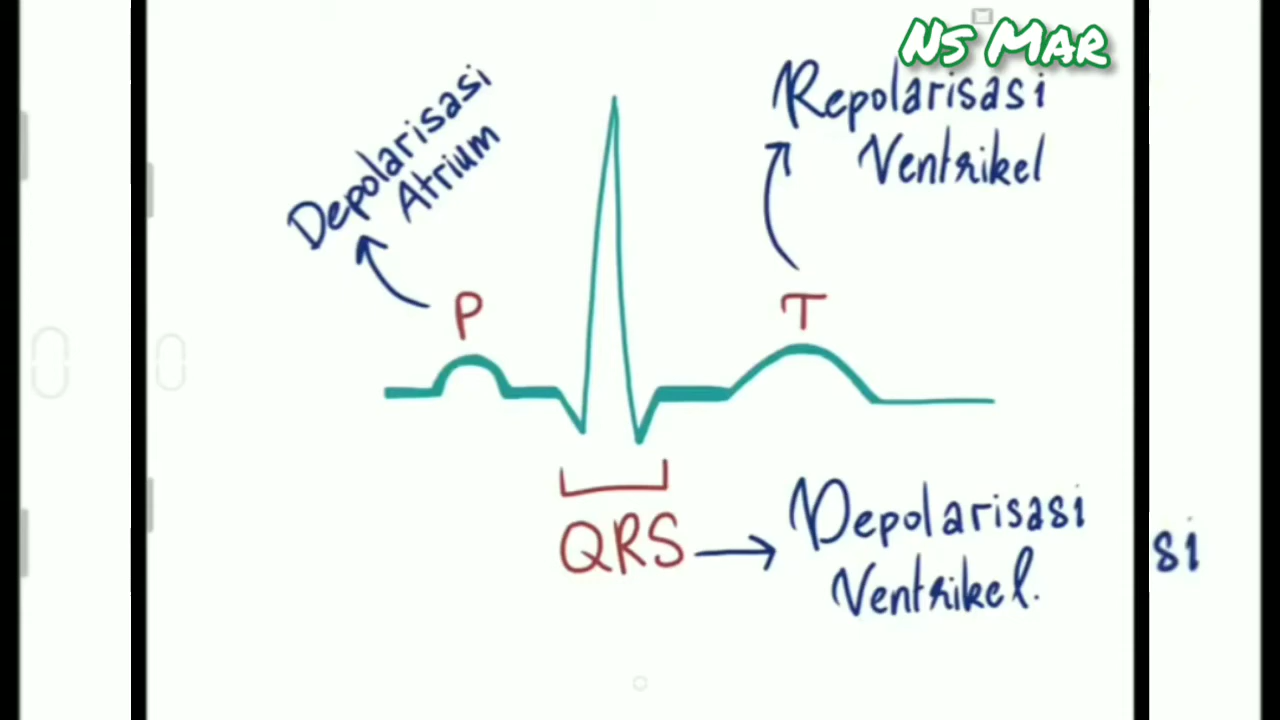 Ns Mar
Depolarisasi
Atrium
Repolarisasi
Ventrikel
P
T
QRS
Depolarisasi
Ventrikel.
si